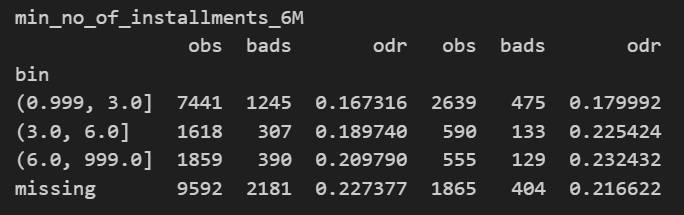 min_no_of_installments_6M
obs bads odr obs bads odr
bin
(0.999, 3.0] 7441 1245 0.167316 2639 475 0.179992
(3.0, 6.0] 1618 307 0.189740 590 133 0.225424
(6.0, 999.0] 1859 390 0.209790 555 129 0.232432
missing 9592 2181 0.227377 1865 404 0.216622